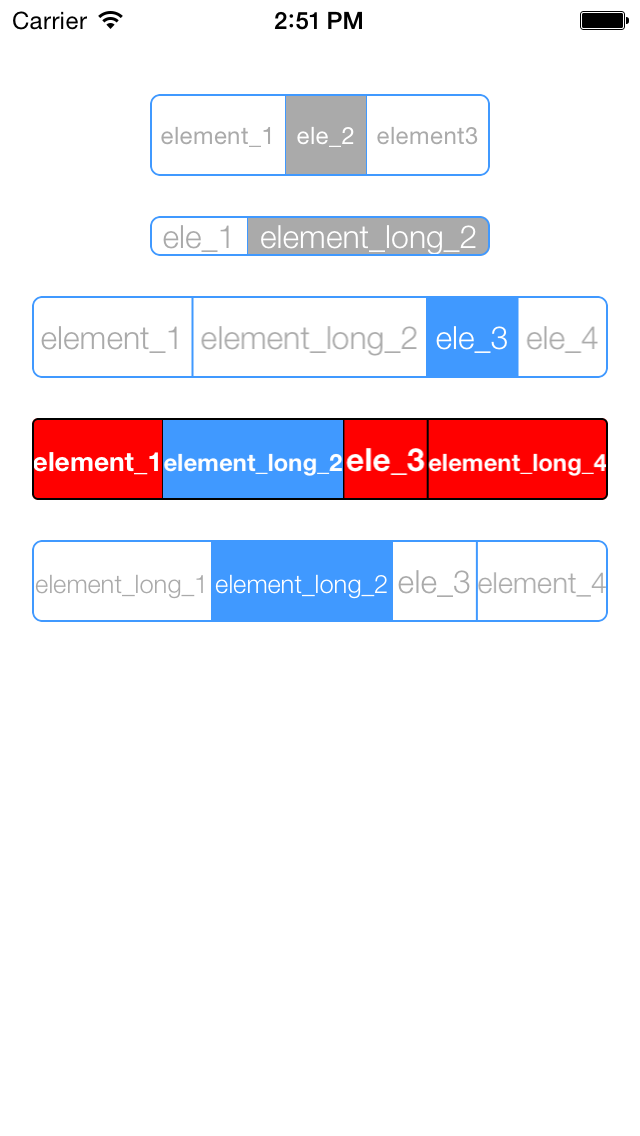 Carrier 2:51 PM
element_1 ele_2 element3
ele_1 element_long_2
element_1 element_long_2 ele_3 ele_4
element_1 element_long_2 ele_3 element_long_4
element_long_1 element_long_2 ele_3 element_4